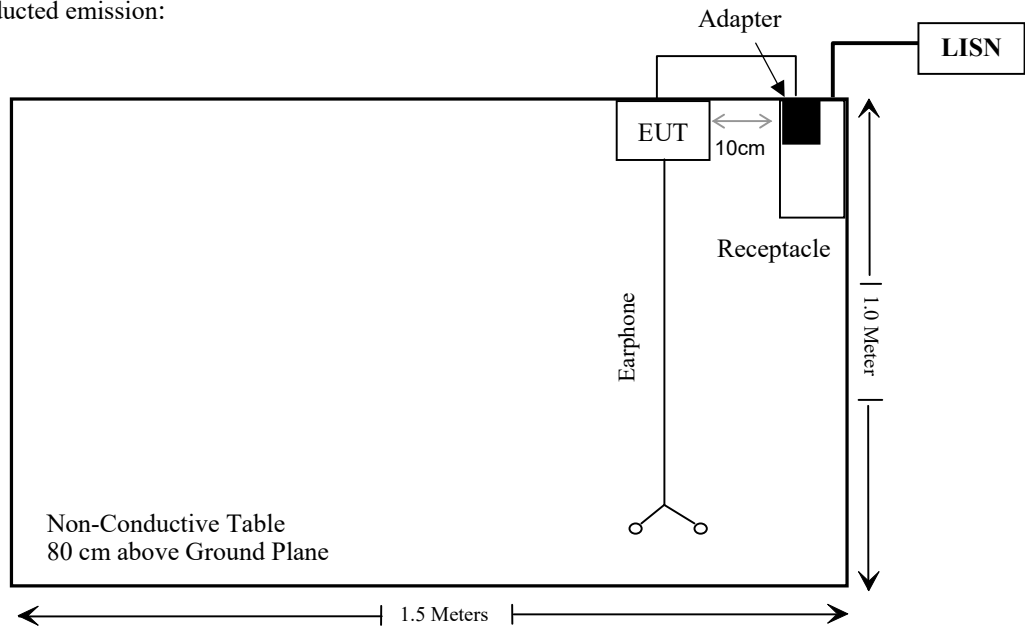 ducted emission:
Adapter
LISN
EUT
10cm
Receptacle
Earphone
1.0 Meter
Non-Conductive Table
80 cm above Ground Plane
1.5 Meters